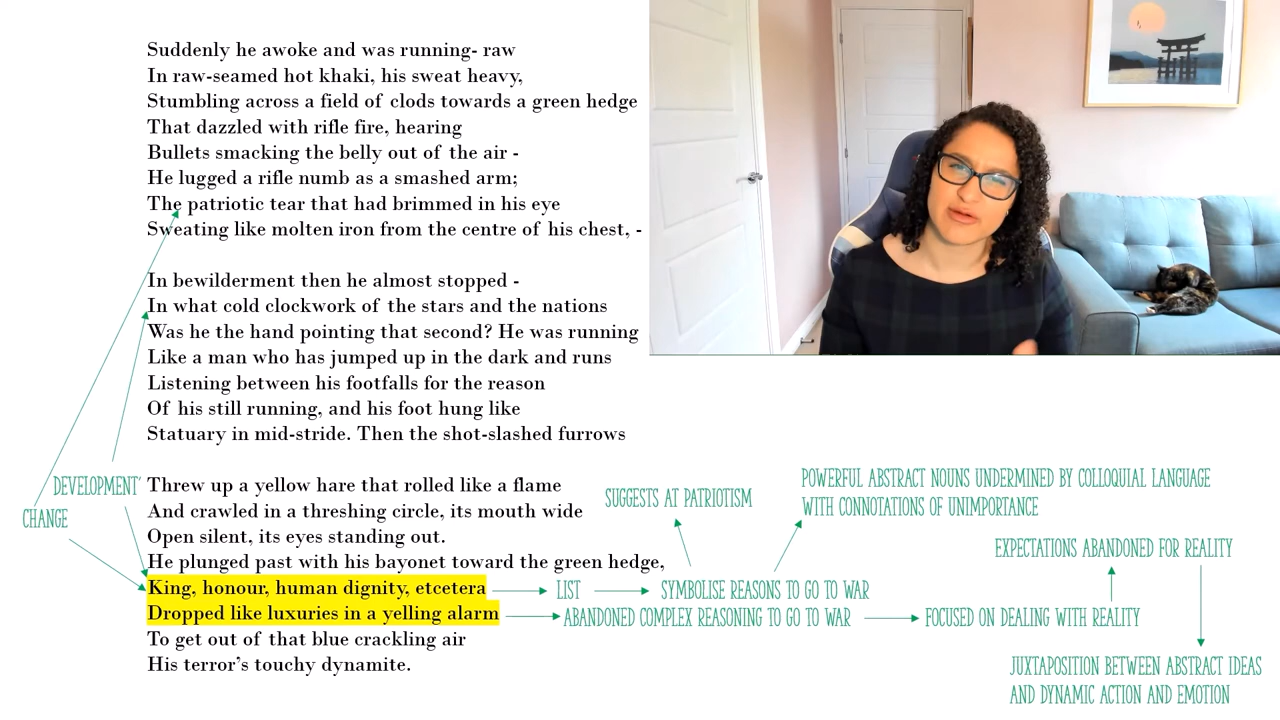 Suddenly he awoke and was running- raw
In raw-seamed hot khaki, his sweat heavy,
Stumbling across a field of clods towards a green hedge
That dazzled with rifle fire, hearing
Bullets smacking the belly out of the air -
He lugged a rifle numb as a smashed arm;
The patriotic tear that had brimmed in his eye
Sweating like molten iron from the centre of his chest, -
In bewilderment then he almost stopped -
In what cold clockwork of the stars and the nations
Was he the hand pointing that second? He was running
Like a man who has jumped up in the dark and runs
Listening between his footfalls for the reason
Of his still running, and his foot hung like
Statuary in mid-stride. Then the shot-slashed furrows
Threw up a yellow hare that rolled like a flame
And crawled in a threshing circle, its mouth wide
Open silent, its eyes standing out.
He plunged past with his bayonet toward the green hedge,
King, honour, human dignity, etcetera
Dropped like luxuries in a yelling alarm
To get out of that blue crackling air
His terror's touchy dynamite.
DEVELOPMENT
CHANGE
SUGGESTS AT PATRIOTISM
POWERFUL ABSTRACT NOUNS UNDERMINED BY COLLOQUIAL LANGUAGE
WITH CONNOTATIONS OF UNIMPORTANCE
LIST
SYMBOLISE REASONS TO GO TO WAR
ABANDONED COMPLEX REASONING TO GO TO WAR
FOCUSED ON DEALING WITH REALITY
EXPECTATIONS ABANDONED FOR REALITY
JUXTAPOSITION BETWEEN ABSTRACT IDEAS
AND DYNAMIC ACTION AND EMOTION